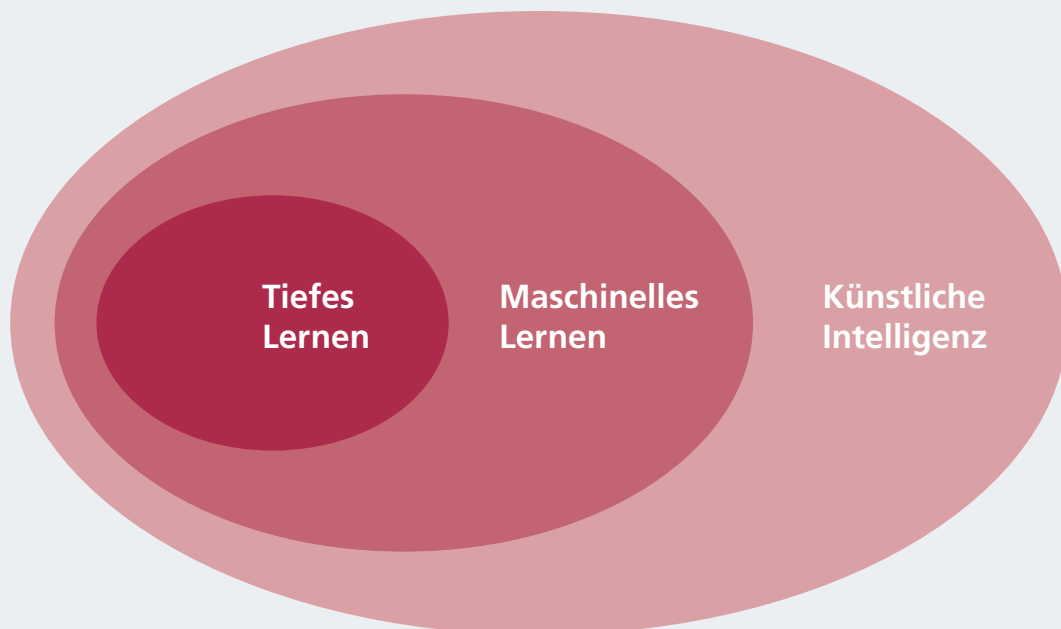 Tiefes
Lernen
Maschinelles
Lernen
Künstliche
Intelligenz